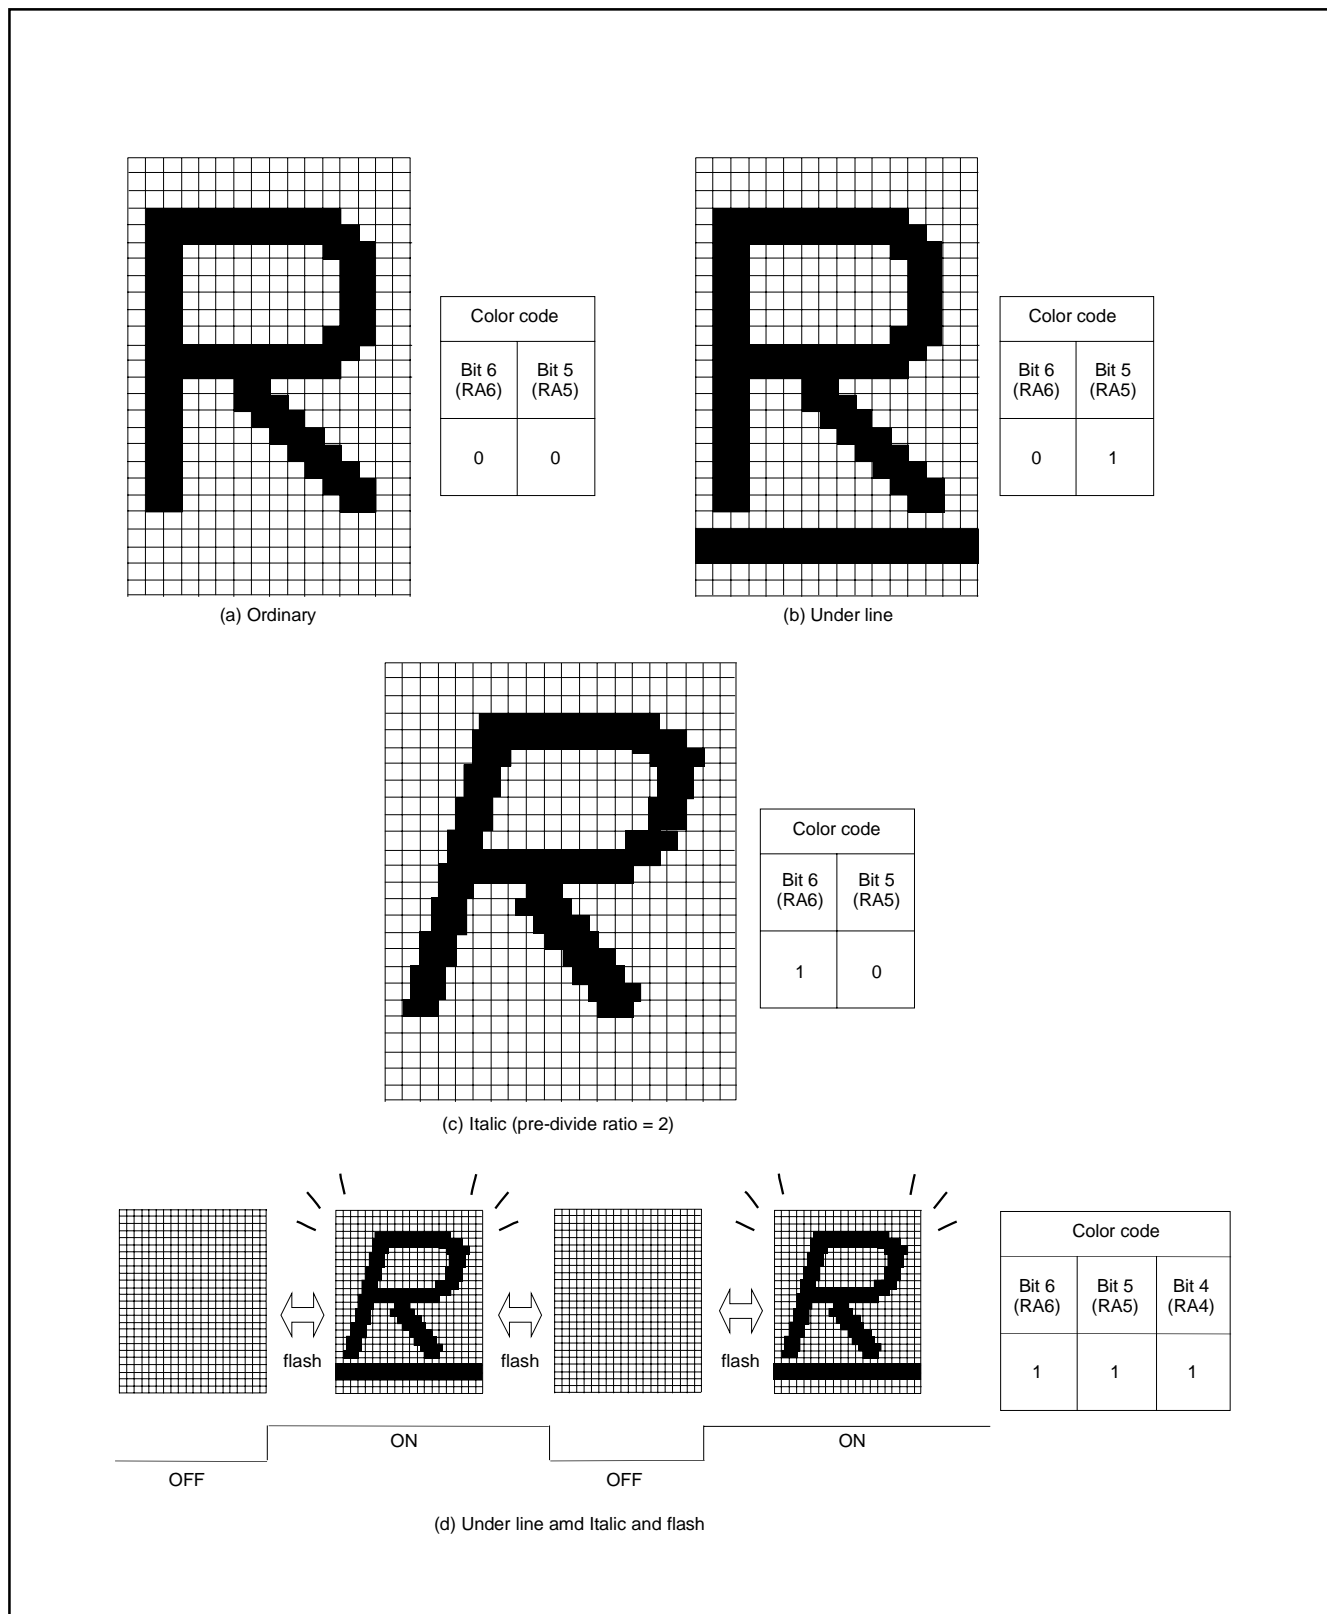 Color code
Bit 6 Bit 5
(RA6) (RA5)
0 0
(a) Ordinary
Color code
Bit 6 Bit 5
(RA6) (RA5)
0 1
(b) Under line
Color code
Bit 6 Bit 5
(RA6) (RA5)
1 0
(c) Italic (pre-divide ratio = 2)
Color code
Bit 6 Bit 5 Bit 4
(RA6) (RA5) (RA4)
1 1 1
flash flash flash
ON ON
OFF OFF
(d) Under line amd Italic and flash